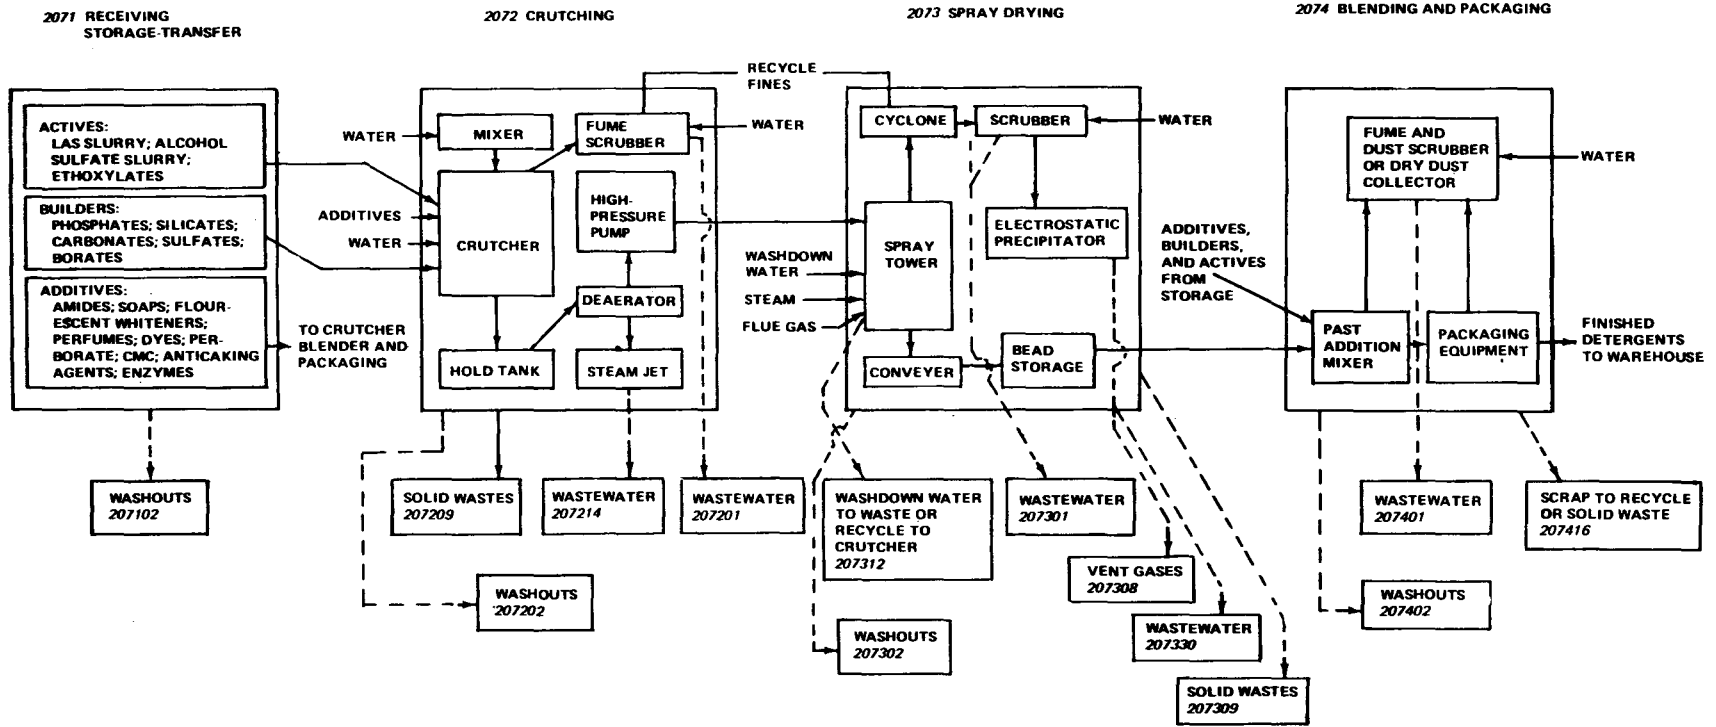 2071 RECEIVING
STORAGE-TRANSFER
2072 CRUTCHING
2073 SPRAY DRYING
2074 BLENDING AND PACKAGING
ACTIVES:
LAS SLURRY; ALCOHOL
SULFATE SLURRY;
ETHOXYLATES
BUILDERS:
PHOSPHATES; SILICATES;
CARBONATES; SULFATES;
BORATES
ADDITIVES:
AMIDES; SOAPS; FLOUR-
ESCENT WHITENERS;
PERFUMES; DYES; PER-
BORATE; CMC; ANTICAKING
AGENTS; ENZYMES
TO CRUTCHER
BLENDER AND
PACKAGING
WASHOUTS
207102
WATER
ADDITIVES
WATER
MIXER
CRUTCHER
HOLD TANK
FUME
SCRUBBER
HIGH-
PRESSURE
PUMP
DEAERATOR
STEAM JET
WATER
RECYCLE
FINES
SOLID WASTES
207209
WASTEWATER
207214
WASTEWATER
207201
WASHOUTS
207202
WASHDOWN
WATER
STEAM
FLUE GAS
CYCLONE
SCRUBBER
WATER
SPRAY
TOWER
ELECTROSTATIC
PRECIPITATOR
CONVEYER
BEAD
STORAGE
WASHDOWN WATER
TO WASTE OR
RECYCLE TO
CRUTCHER
207312
WASTEWATER
207301
VENT GASES
207308
WASHOUTS
207302
WASTEWATER
207330
SOLID WASTES
207309
ADDITIVES,
BUILDERS,
AND ACTIVES
FROM
STORAGE
FUME AND
DUST SCRUBBER
OR DRY DUST
COLLECTOR
WATER
PAST
ADDITION
MIXER
PACKAGING
EQUIPMENT
FINISHED
DETERGENTS
TO WAREHOUSE
WASTEWATER
207401
SCRAP TO RECYCLE
OR SOLID WASTE
207416
WASHOUTS
207402